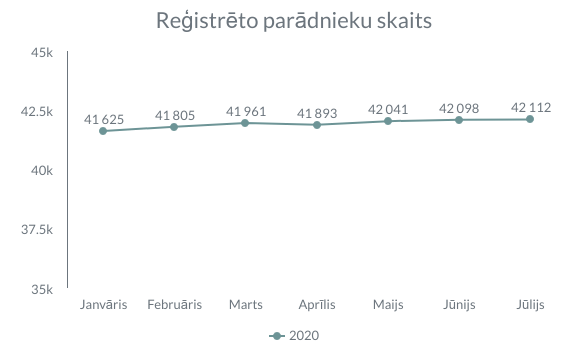 Reģistrēto parādnieku skaits
45k
42.5k
40k
37.5k
35k
41 625
41 805
41 961
41 893
42 041
42 098
42 112
Janvāris Februāris Marts Aprīlis Maijs Jūnijs Jūlijs
2020